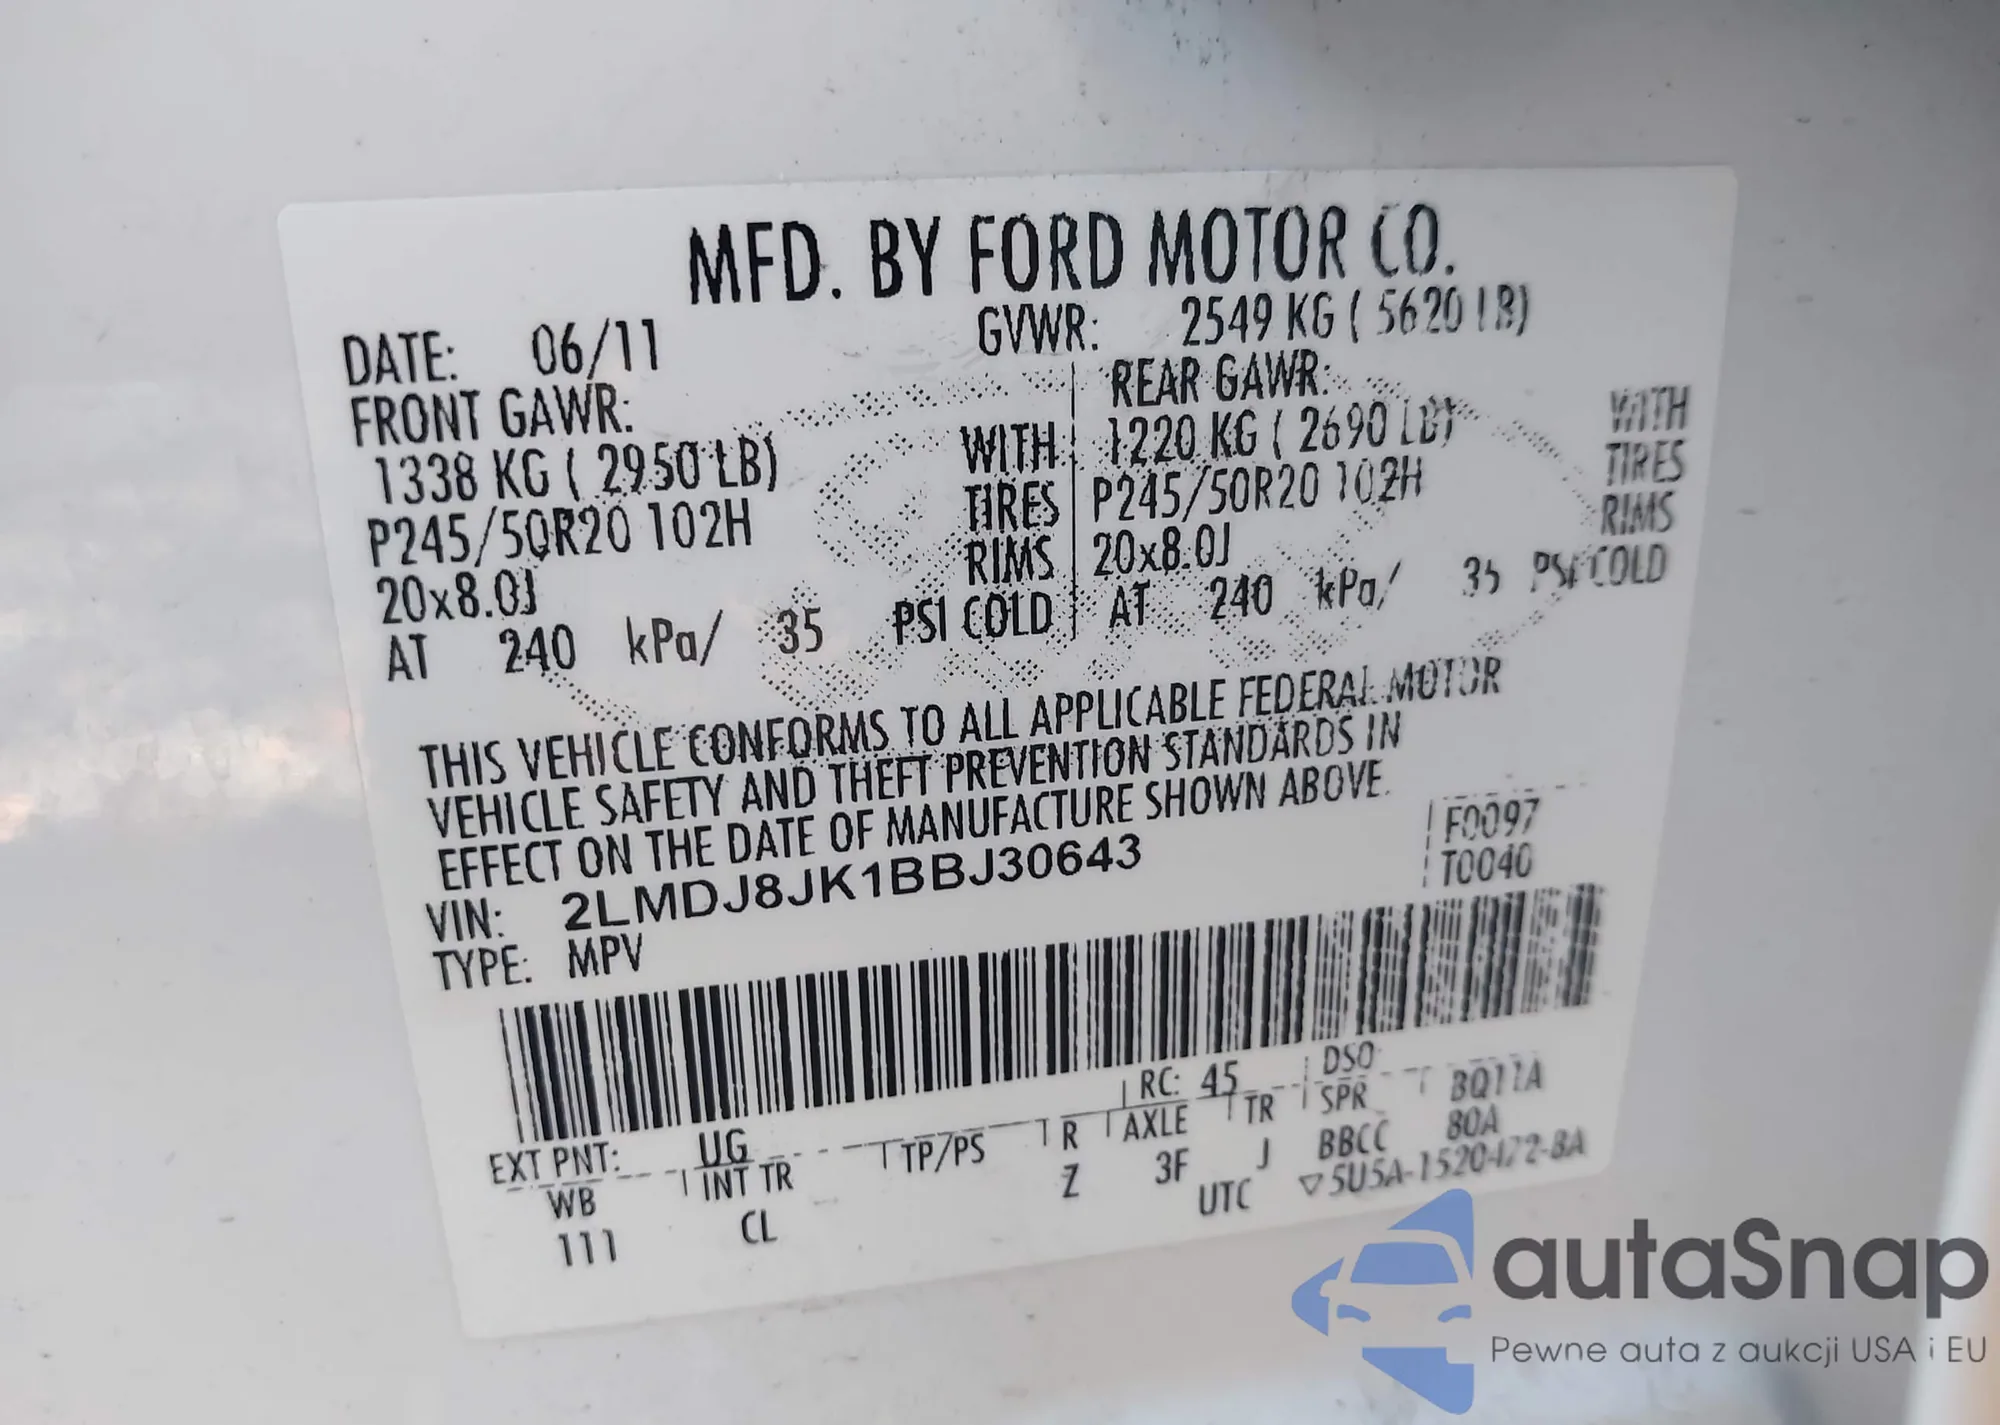 MFD. BY FORD MOTOR CO.
DATE: 06/11 GVWR: 2549 KG ( 5620 LB)
FRONT GAWR: REAR GAWR:
1338 KG ( 2950 LB) WITH 1220 KG ( 2690 LB) WITH
P245/50R20 102H TIRES P245/50R20 102H TIRES
20x8.0J RIMS 20x8.0J RIMS
AT 240 kPa/ 35 PSI COLD AT 240 kPa/ 35 PSI COLD
THIS VEHICLE CONFORMS TO ALL APPLICABLE FEDERAL MOTOR
VEHICLE SAFETY AND THEFT PREVENTION STANDARDS IN
EFFECT ON THE DATE OF MANUFACTURE SHOWN ABOVE.
F0097
VIN: 2LMDJ8JK1BBJ30643 T0040
TYPE: MPV
RC: 45 DSO
EXT PNT: UG BQ11A
WB INT TR TP/PS R AXLE TR SPR 80A
111 CL Z 3F J BBCC
UTC ▽5U5A-1520472-BA
autaSnap
Pewne auta z aukcji USA i EU